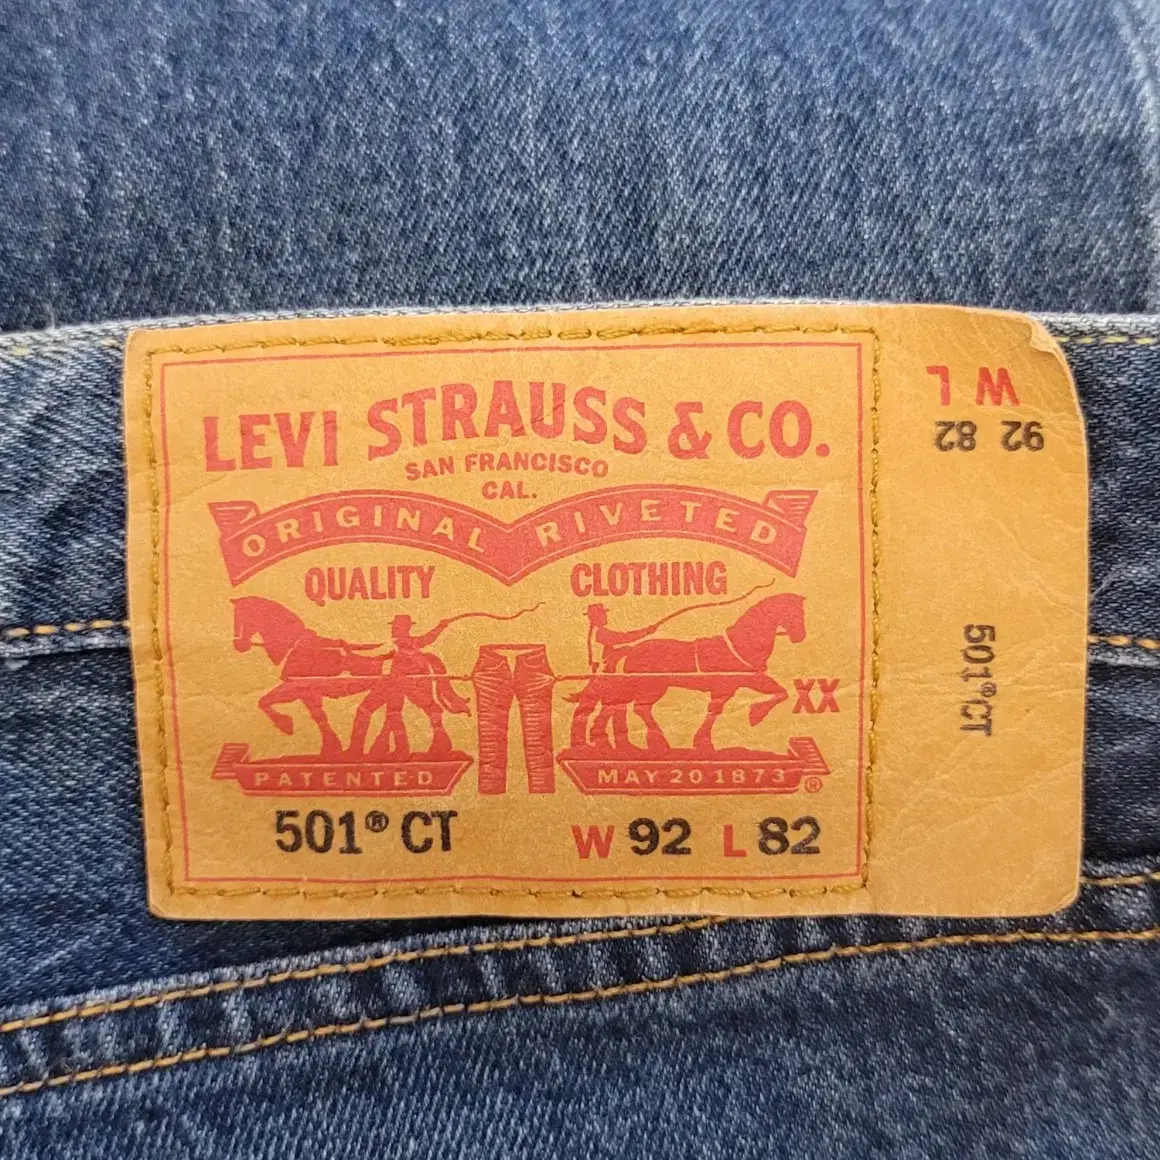 LEVI STRAUSS & CO.
SAN FRANCISCO
CAL.
ORIGINAL RIVETED
QUALITY CLOTHING
XX
PATENTED MAY 20 1873 ®
501® CT W 92 L 82
W L
92 82
501® CT